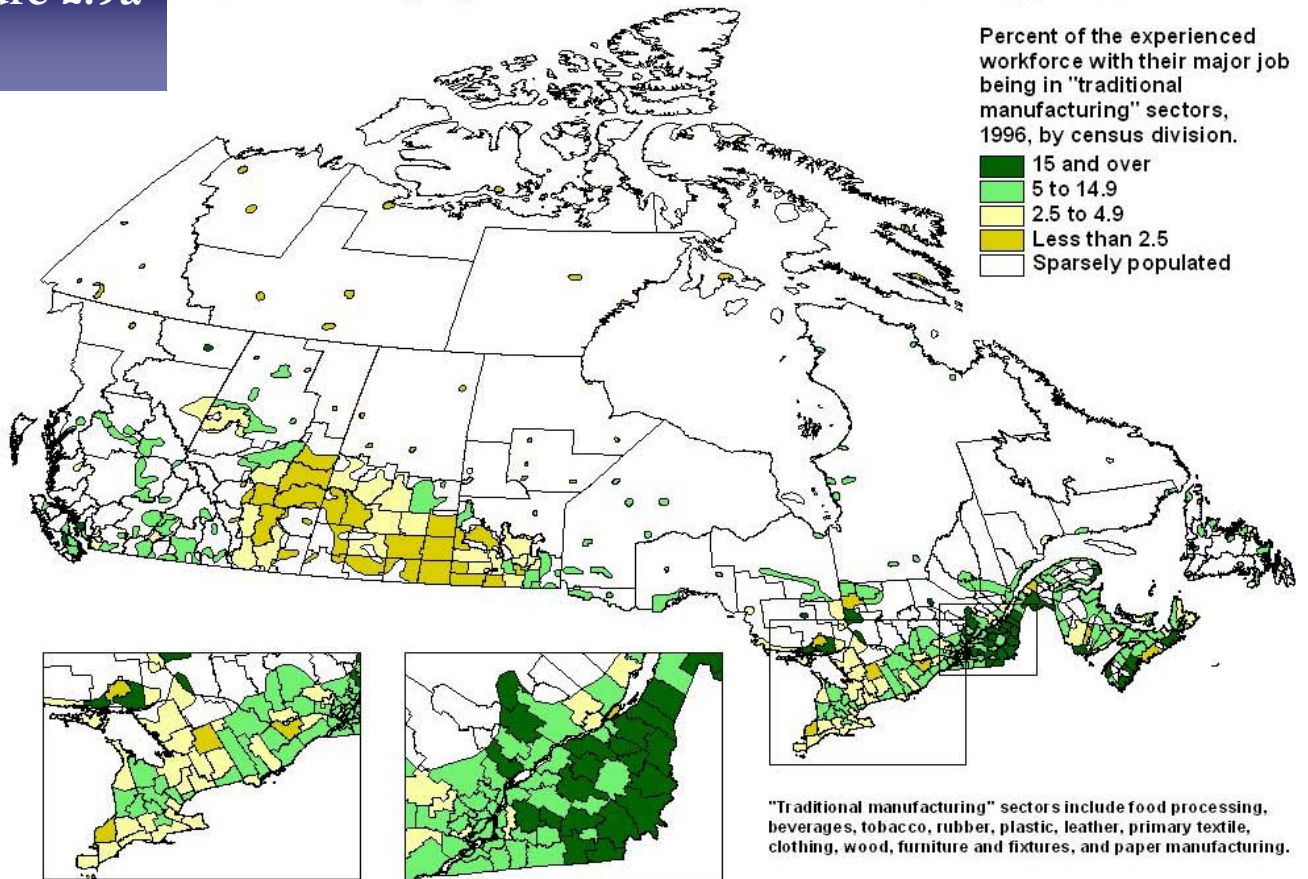 2.9a
Percent of the experienced
workforce with their major job
being in "traditional
manufacturing" sectors,
1996, by census division.
15 and over
5 to 14.9
2.5 to 4.9
Less than 2.5
Sparsely populated
"Traditional manufacturing" sectors include food processing,
beverages, tobacco, rubber, plastic, leather, primary textile,
clothing, wood, furniture and fixtures, and paper manufacturing.